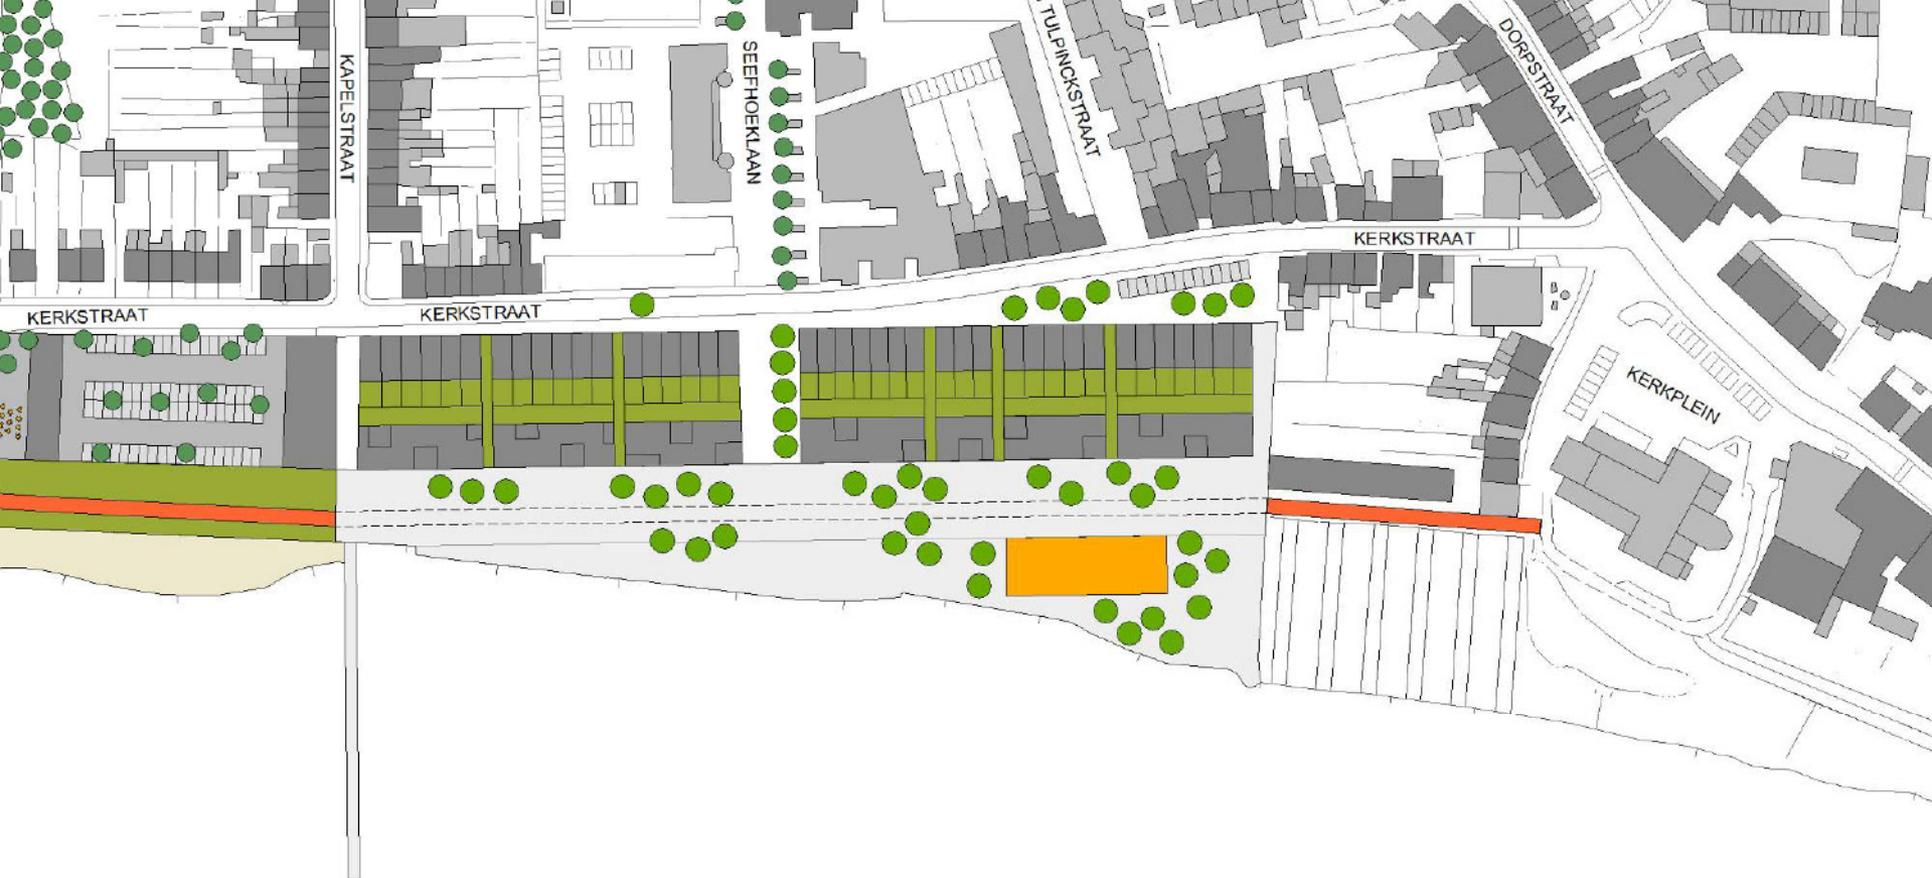 KAPELSTRAAT
SEEFHOEKLAAN
TULPINCKSTRAAT
DORPSTRAAT
KERKSTRAAT
KERKSTRAAT
KERKSTRAAT
KERKPLEIN